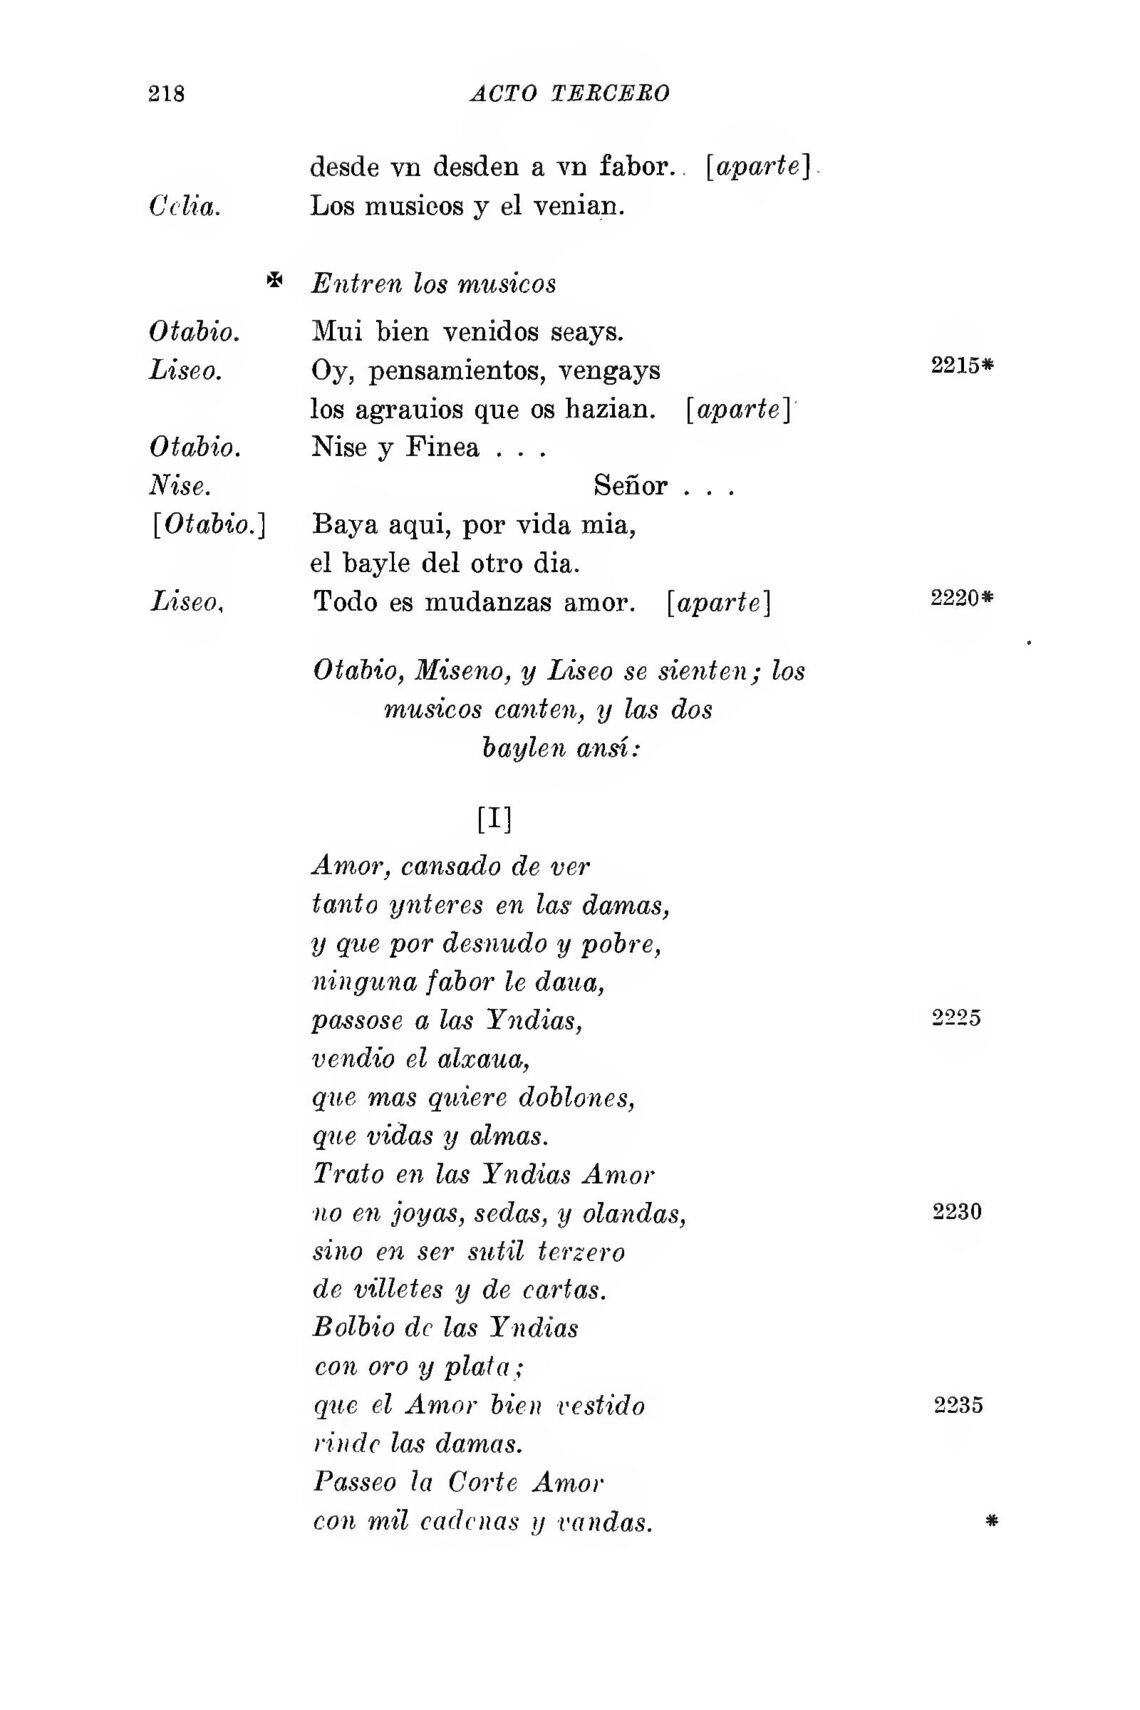 218 ACTO TERCERO
desde vn desden a vn fabor. [aparte]
Celia. Los musicos y el venian.
✠ Entren los musicos
Otabio. Mui bien venidos seays.
Liseo. Oy, pensamientos, vengays 2215*
los agrauios que os hazian. [aparte]
Otabio. Nise y Finea . . .
Nise. Señor . . .
[Otabio.] Baya aqui, por vida mia,
el bayle del otro dia.
Liseo, Todo es mudanzas amor. [aparte] 2220*
Otabio, Miseno, y Liseo se sienten; los
musicos canten, y las dos
baylen ansí:
[I]
Amor, cansado de ver
tanto ynteres en las damas,
y que por desnudo y pobre,
ninguna fabor le daua,
passose a las Yndias, 2225
vendio el alxaua,
que mas quiere doblones,
que vidas y almas.
Trato en las Yndias Amor
no en joyas, sedas, y olandas, 2230
sino en ser sutil terzero
de villetes y de cartas.
Bolbio de las Yndias
con oro y plata;
que el Amor bien vestido 2235
rinde las damas.
Passeo la Corte Amor
con mil cadenas y vandas. *